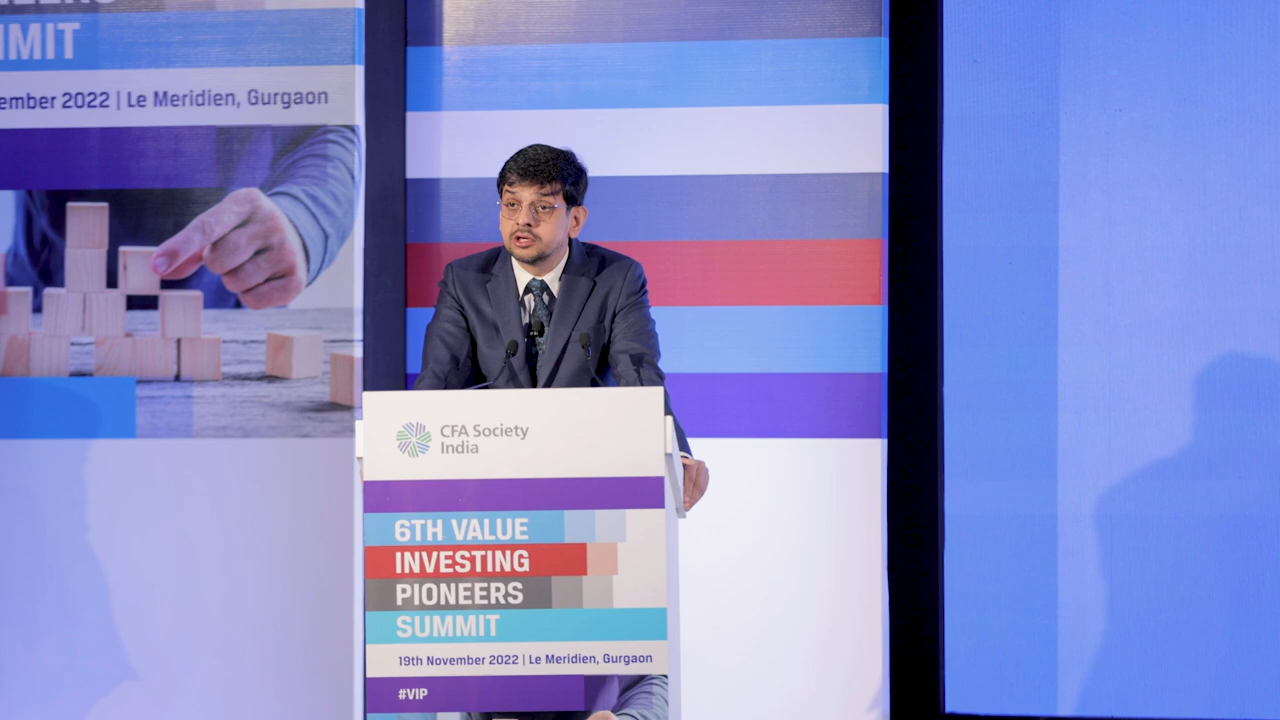 MIT
ember 2022 | Le Meridien, Gurgaon
CFA Society
India
6TH VALUE
INVESTING
PIONEERS
SUMMIT
19th November 2022 | Le Meridien, Gurgaon
#VIP